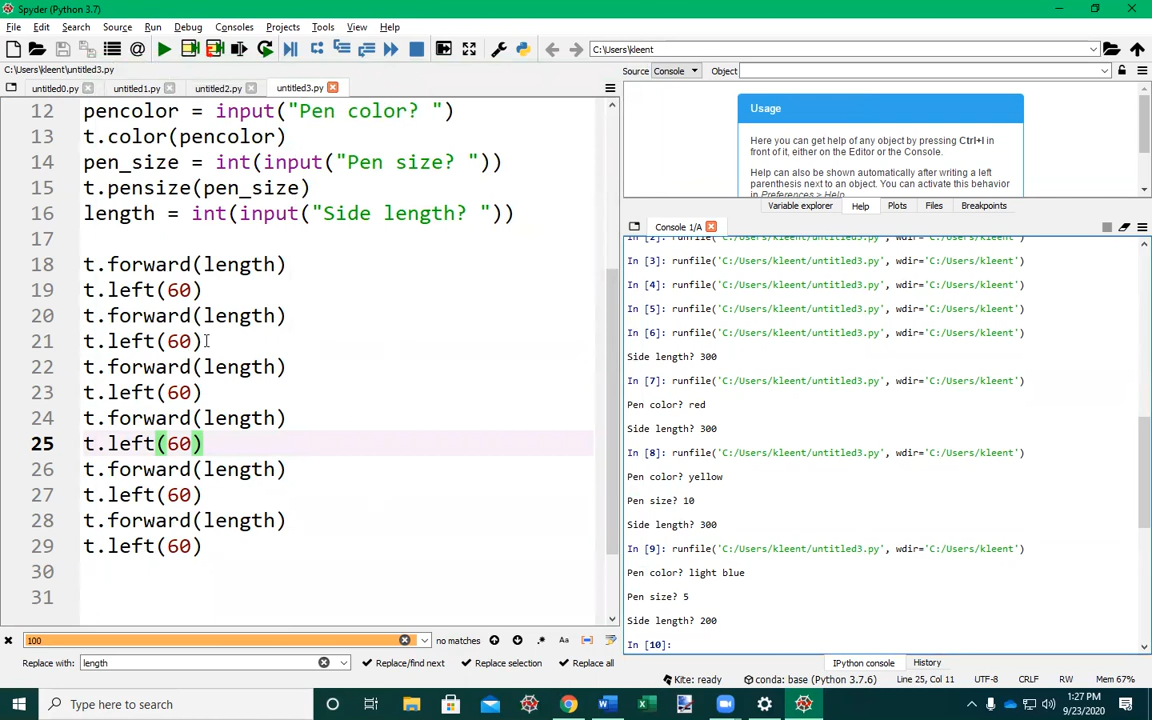 Spyder (Python 3.7)
File Edit Search Source Run Debug Consoles Projects Tools View Help
C:\Users\kleent
C:\Users\kleent\untitled3.py
Source Console Object
untitled0.py untitled1.py untitled2.py untitled3.py
12 pencolor = input("Pen color? ")
13 t.color(pencolor)
14 pen_size = int(input("Pen size? "))
15 t.pensize(pen_size)
16 length = int(input("Side length? "))
17
18 t.forward(length)
19 t.left(60)
20 t.forward(length)
21 t.left(60)
22 t.forward(length)
23 t.left(60)
24 t.forward(length)
25 t.left(60)
26 t.forward(length)
27 t.left(60)
28 t.forward(length)
29 t.left(60)
30
31
Usage
Here you can get help of any object by pressing Ctrl+I in
front of it, either on the Editor or the Console.
Help can also be shown automatically after writing a left
parenthesis next to an object. You can activate this behavior
in Preferences > Help.
Variable explorer Help Plots Files Breakpoints
Console 1/A
In [2]: runfile('C:/Users/kleent/untitled3.py', wdir='C:/Users/kleent')
In [3]: runfile('C:/Users/kleent/untitled3.py', wdir='C:/Users/kleent')
In [4]: runfile('C:/Users/kleent/untitled3.py', wdir='C:/Users/kleent')
In [5]: runfile('C:/Users/kleent/untitled3.py', wdir='C:/Users/kleent')
In [6]: runfile('C:/Users/kleent/untitled3.py', wdir='C:/Users/kleent')
Side length? 300
In [7]: runfile('C:/Users/kleent/untitled3.py', wdir='C:/Users/kleent')
Pen color? red
Side length? 300
In [8]: runfile('C:/Users/kleent/untitled3.py', wdir='C:/Users/kleent')
Pen color? yellow
Pen size? 10
Side length? 300
In [9]: runfile('C:/Users/kleent/untitled3.py', wdir='C:/Users/kleent')
Pen color? light blue
Pen size? 5
Side length? 200
In [10]:
100 no matches Aa
Replace with: length Replace/find next Replace selection Replace all
IPython console History
Kite: ready conda: base (Python 3.7.6) Line 25, Col 11 UTF-8 CRLF RW Mem 67%
Type here to search
1:27 PM
9/23/2020